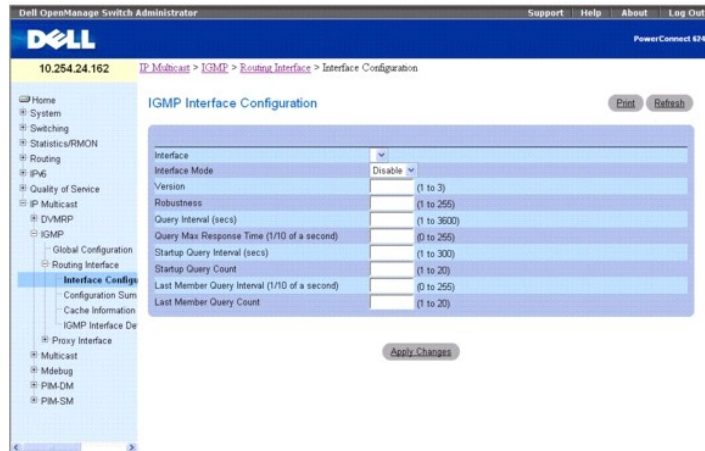 Dell OpenManage Switch Administrator Support Help About Log Out
DELL
PowerConnect 624
10.254.24.162
IP Multicast > IGMP > Routing Interface > Interface Configuration
Home
System
Switching
Statistics/RMON
Routing
IPv6
Quality of Service
IP Multicast
DVMRP
IGMP
Global Configuration
Routing Interface
Interface Configu
Configuration Sum
Cache Information
IGMP Interface De
Proxy Interface
Multicast
Mdebug
PIM-DM
PIM-SM
IGMP Interface Configuration
Print Refresh
Interface
Interface Mode Disable
Version (1 to 3)
Robustness (1 to 255)
Query Interval (secs) (1 to 3600)
Query Max Response Time (1/10 of a second) (0 to 255)
Startup Query Interval (secs) (1 to 300)
Startup Query Count (1 to 20)
Last Member Query Interval (1/10 of a second) (0 to 255)
Last Member Query Count (1 to 20)
Apply Changes